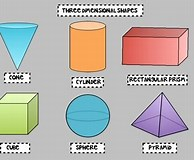 THREE DIMENSIONAL SHAPES
CONE
CYLINDER
RECTANGULAR PRISM
CUBE
SPHERE
PYRAMID